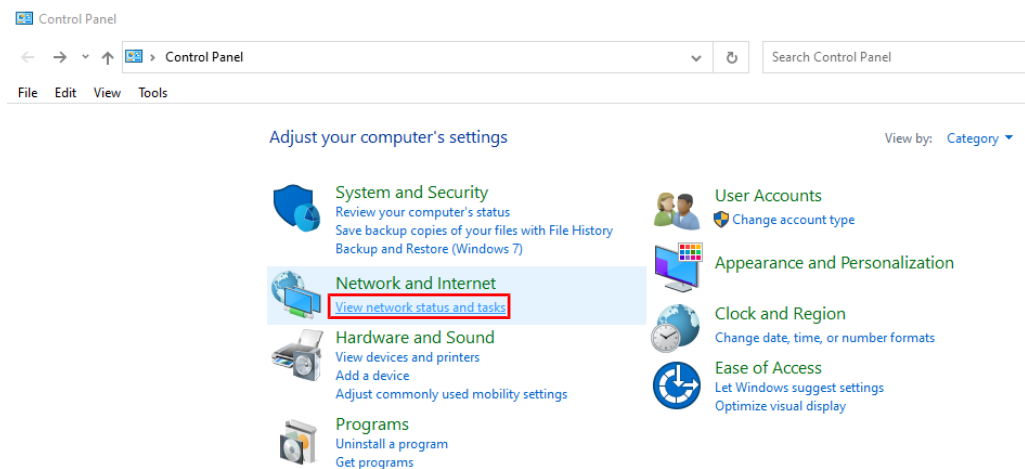 Control Panel
Control Panel
Search Control Panel
File Edit View Tools
Adjust your computer's settings
View by: Category
System and Security
Review your computer's status
Save backup copies of your files with File History
Backup and Restore (Windows 7)
Network and Internet
View network status and tasks
Hardware and Sound
View devices and printers
Add a device
Adjust commonly used mobility settings
Programs
Uninstall a program
Get programs
User Accounts
Change account type
Appearance and Personalization
Clock and Region
Change date, time, or number formats
Ease of Access
Let Windows suggest settings
Optimize visual display